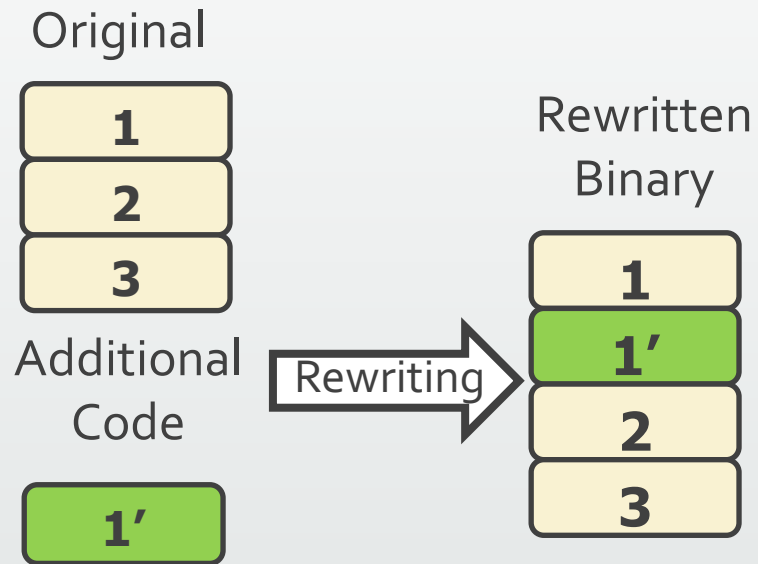 Original
1
2
3
Additional
Code
1′
Rewriting
Rewritten
Binary
1
1′
2
3